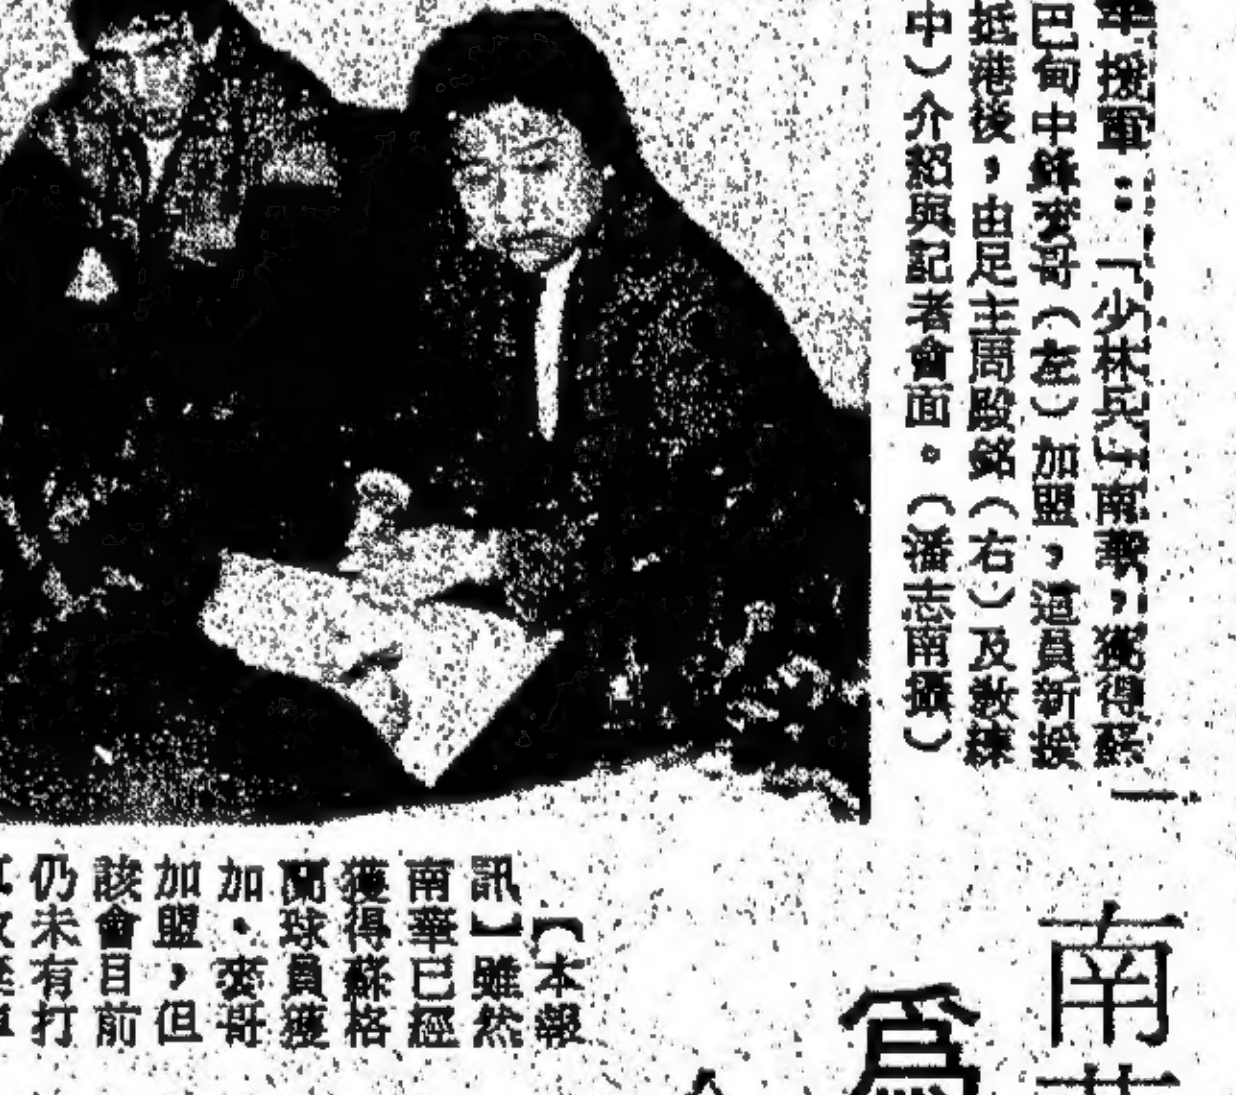 軍援軍：「少林兵」南華，獲得蘇
巴甸中鋒麥哥（左）加盟，這員新援
抵港後，由足主周殿銘（右）及教練
中）介紹與記者會面。（潘志南攝）
南華
爲
【本報
訊】雖然
南華已經
獲得蘇格
蘭球員獲
加·麥哥
加盟，但
該會目前
仍未有打